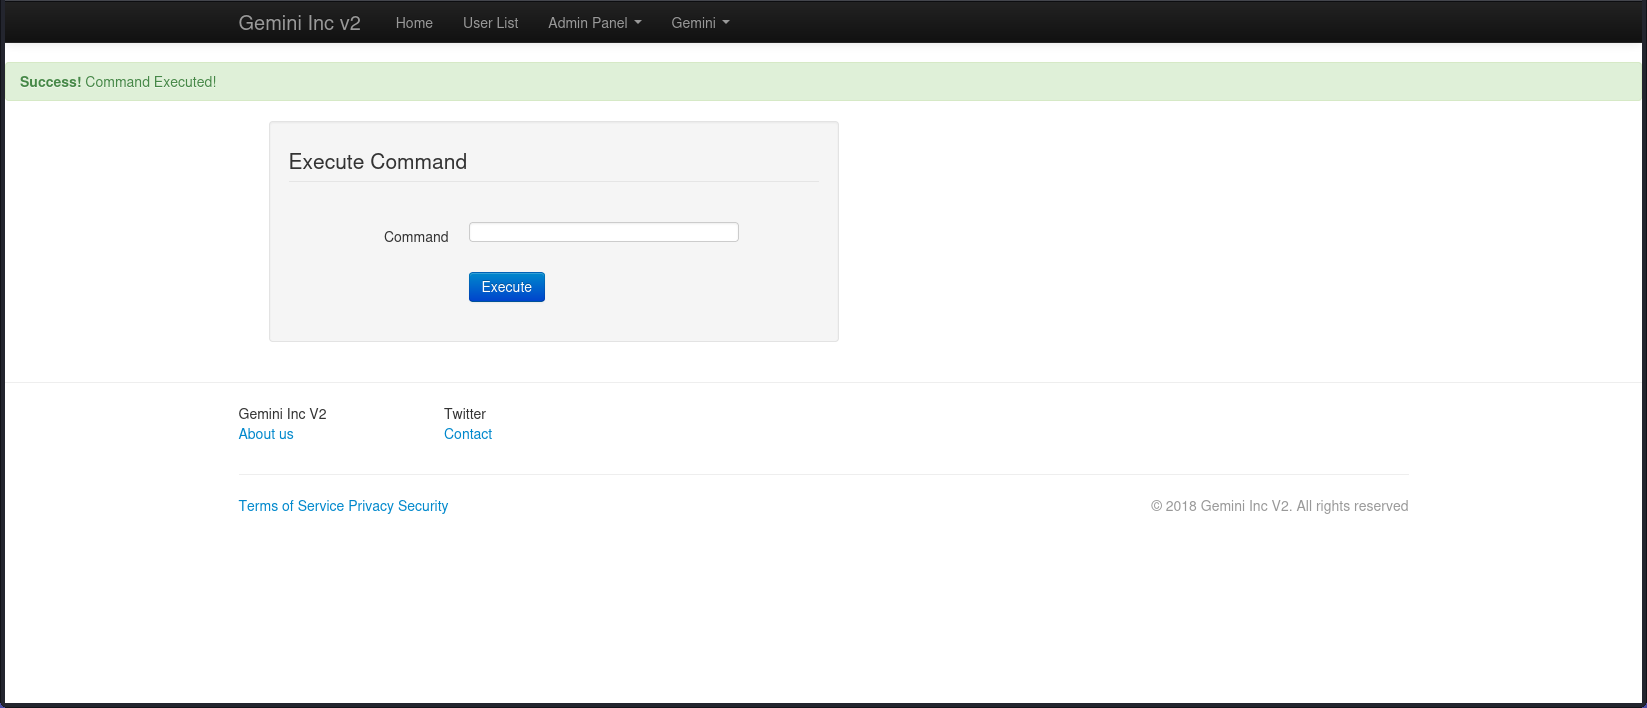 Gemini Inc v2 Home User List Admin Panel Gemini
Success! Command Executed!
Execute Command
Command
Execute
Gemini Inc V2 Twitter
About us Contact
Terms of Service Privacy Security © 2018 Gemini Inc V2. All rights reserved